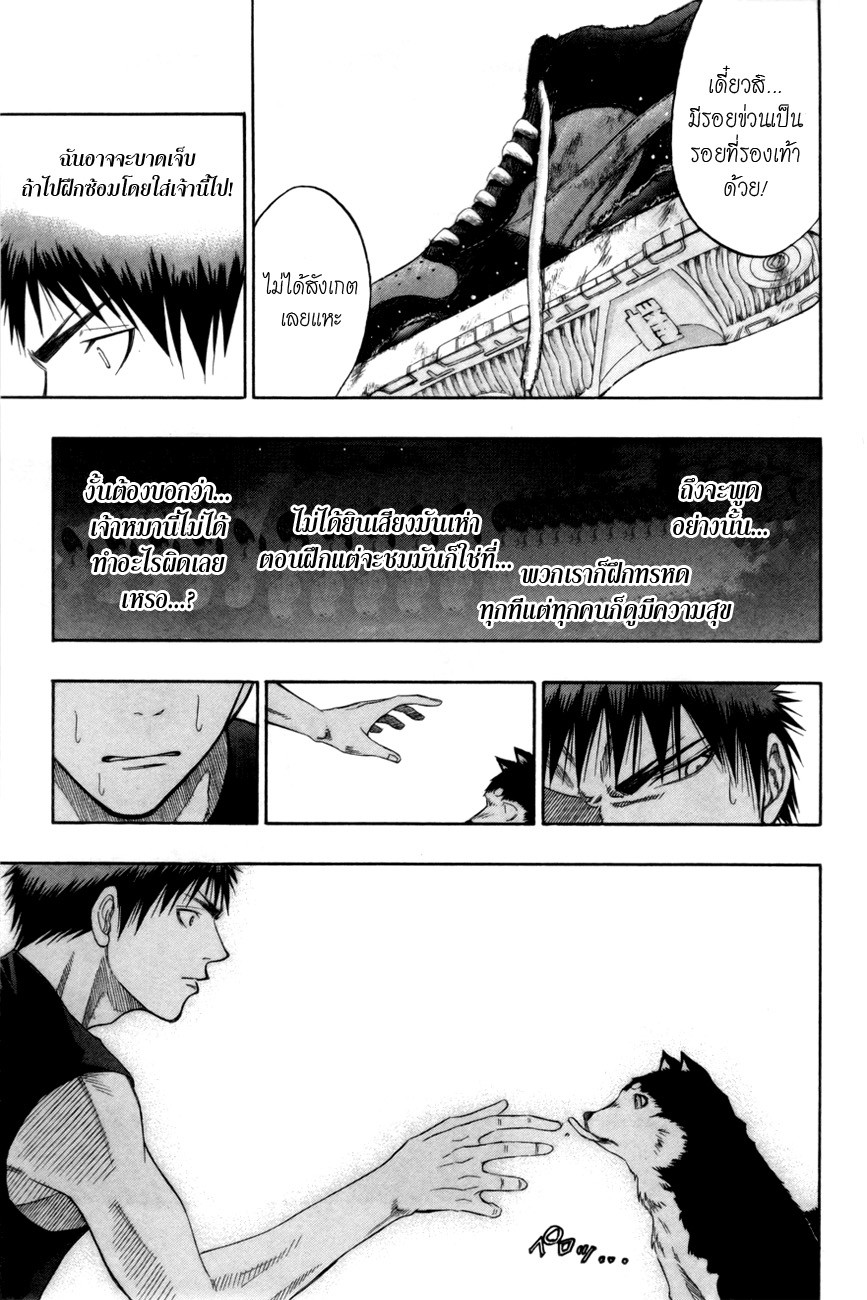 เดี๋ยวสิ...
มีรอยข่วนเป็น
รอยที่รองเท้า
ด้วย!
ไม่ได้สังเกต
เลยแหะ
ฉันอาจจะบาดเจ็บ
ถ้าไปฝึกซ้อมโดยใส่เจ้านี่ไป!
ถึงจะพูด
อย่างนั้น...
พวกเราก็ฝึกทรหด
ทุกทีแต่ทุกคนก็ดูมีความสุข
ไม่ได้ยินเสียงมันเห่า
ตอนฝึกแต่จะชมมันก็ใช่ที่...
งั้นต้องบอกว่า...
เจ้าหมานี่ไม่ได้
ทำอะไรผิดเลย
เหรอ...?
ペロッ...